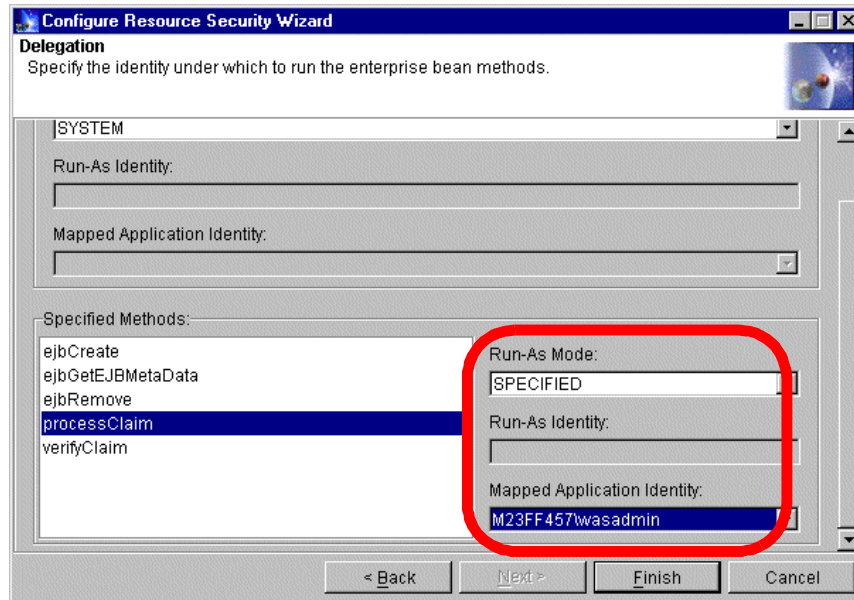 Configure Resource Security Wizard
Delegation
Specify the identity under which to run the enterprise bean methods.
SYSTEM
Run-As Identity:
Mapped Application Identity:
Specified Methods:
ejbCreate
ejbGetEJBMetaData
ejbRemove
processClaim
verifyClaim
Run-As Mode:
SPECIFIED
Run-As Identity:
Mapped Application Identity:
M23FF457\wasadmin
< Back
Next >
Finish
Cancel